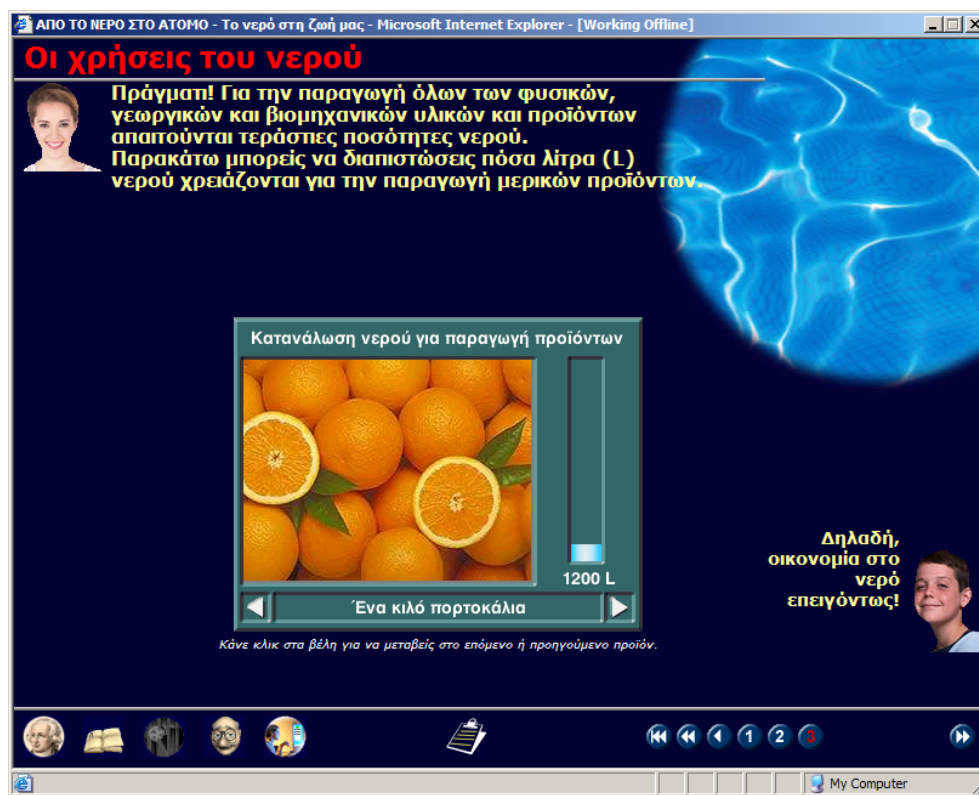 ΑΠΟ ΤΟ ΝΕΡΟ ΣΤΟ ΑΤΟΜΟ - Το νερό στη ζωή μας - Microsoft Internet Explorer - [Working Offline]
Οι χρήσεις του νερού
Πράγματι! Για την παραγωγή όλων των φυσικών,
γεωργικών και βιομηχανικών υλικών και προϊόντων
απαιτούνται τεράστιες ποσότητες νερού.
Παρακάτω μπορείς να διαπιστώσεις πόσα λίτρα (L)
νερού χρειάζονται για την παραγωγή μερικών προϊόντων.
Κατανάλωση νερού για παραγωγή προϊόντων
1200 L
Ένα κιλό πορτοκάλια
Κάνε κλικ στα βέλη για να μεταβείς στο επόμενο ή προηγούμενο προϊόν.
Δηλαδή,
οικονομία στο
νερό
επειγόντως!
1 2 3
My Computer